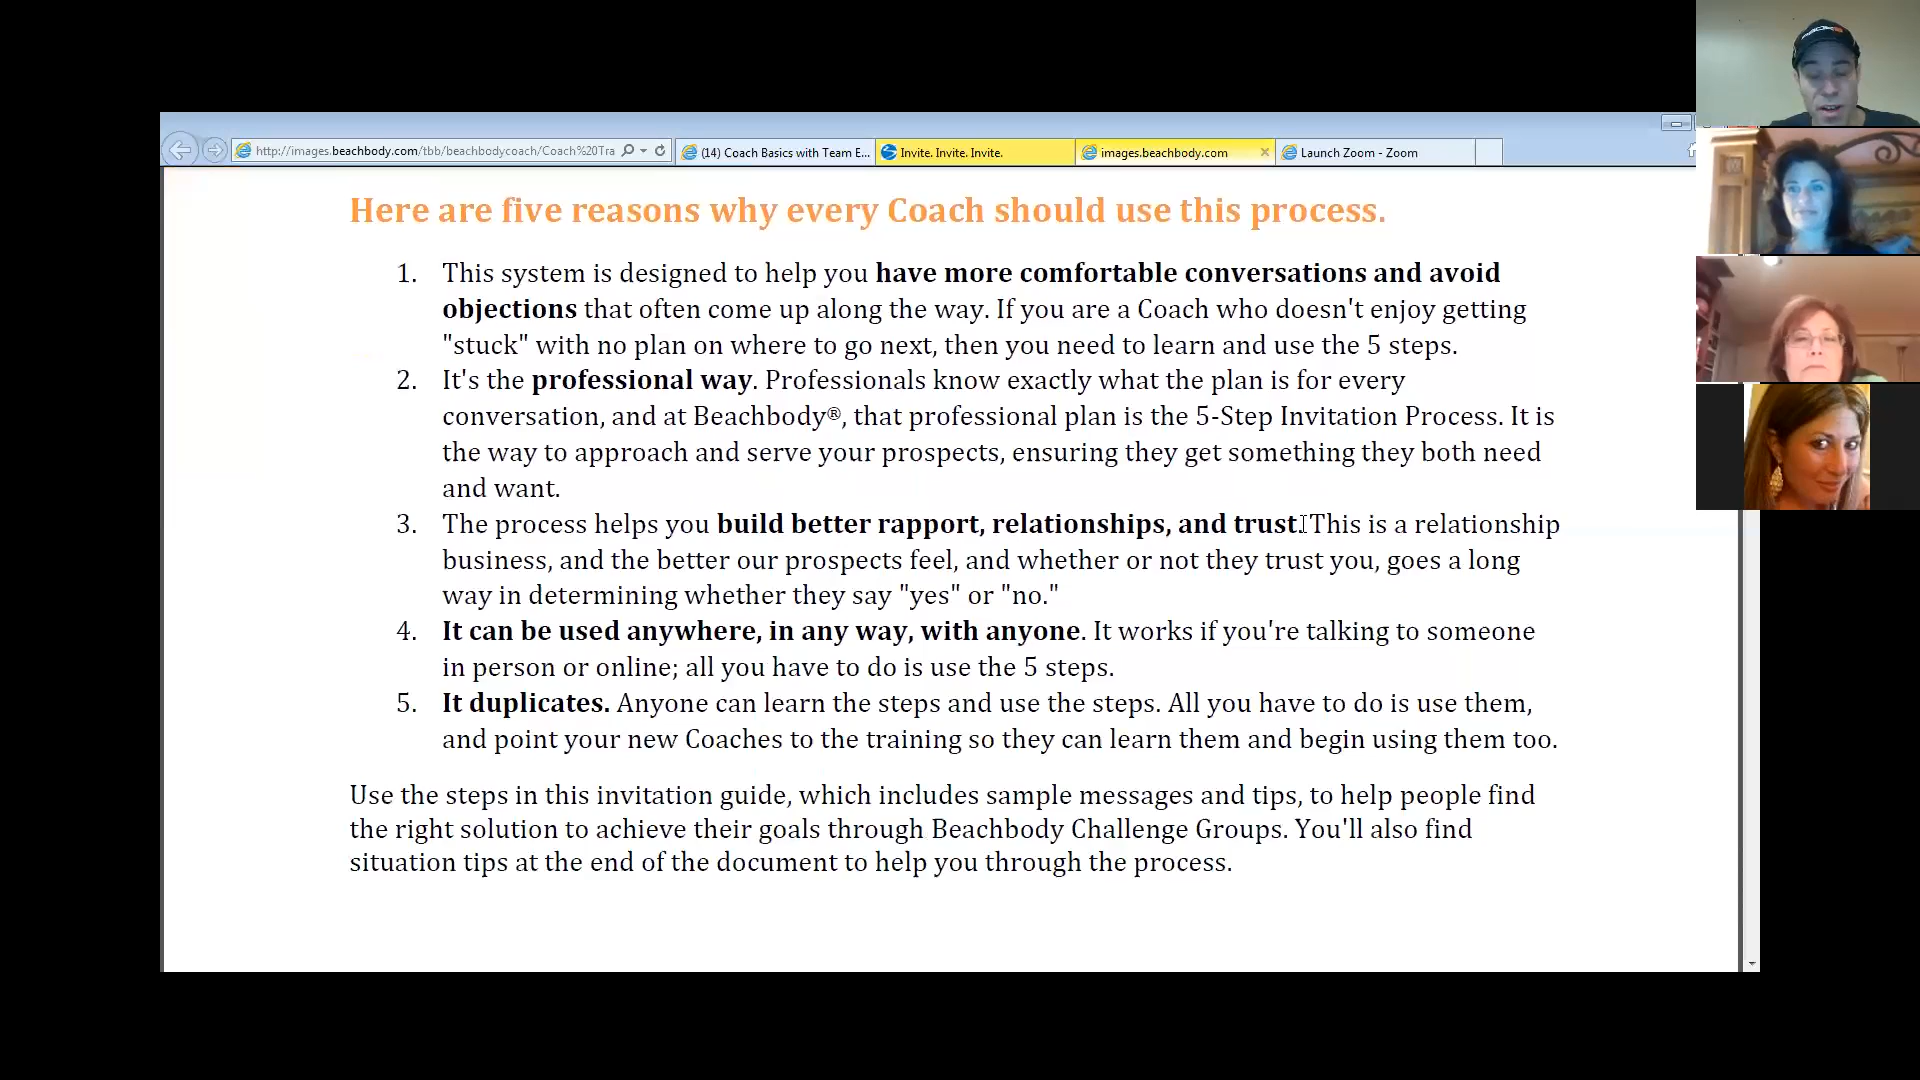 http://images.beachbody.com/tbb/beachbodycoach/Coach%20Tra
(14) Coach Basics with Team E...
Invite. Invite. Invite.
images.beachbody.com
Launch Zoom - Zoom
Here are five reasons why every Coach should use this process.
1. This system is designed to help you have more comfortable conversations and avoid
objections that often come up along the way. If you are a Coach who doesn't enjoy getting
"stuck" with no plan on where to go next, then you need to learn and use the 5 steps.
2. It's the professional way. Professionals know exactly what the plan is for every
conversation, and at Beachbody®, that professional plan is the 5-Step Invitation Process. It is
the way to approach and serve your prospects, ensuring they get something they both need
and want.
3. The process helps you build better rapport, relationships, and trust. This is a relationship
business, and the better our prospects feel, and whether or not they trust you, goes a long
way in determining whether they say "yes" or "no."
4. It can be used anywhere, in any way, with anyone. It works if you're talking to someone
in person or online; all you have to do is use the 5 steps.
5. It duplicates. Anyone can learn the steps and use the steps. All you have to do is use them,
and point your new Coaches to the training so they can learn them and begin using them too.
Use the steps in this invitation guide, which includes sample messages and tips, to help people find
the right solution to achieve their goals through Beachbody Challenge Groups. You'll also find
situation tips at the end of the document to help you through the process.